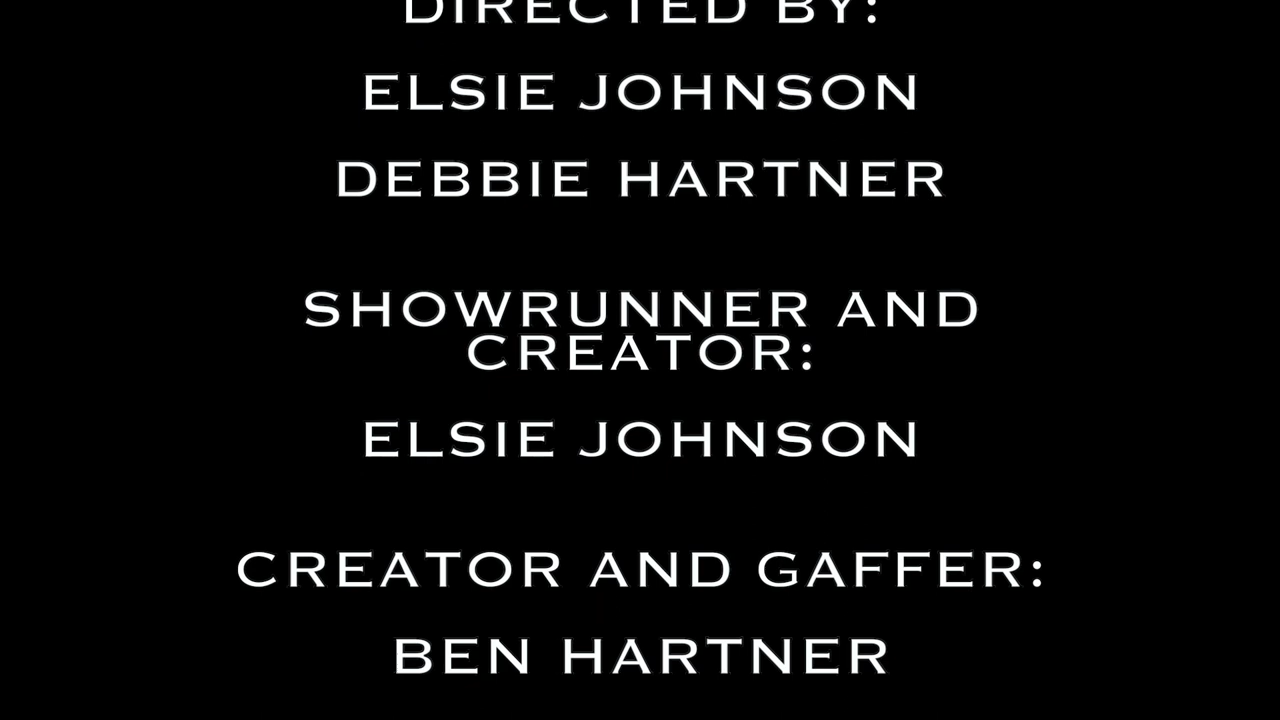 DIRECTED BY:
ELSIE JOHNSON
DEBBIE HARTNER
SHOWRUNNER AND
CREATOR:
ELSIE JOHNSON
CREATOR AND GAFFER:
BEN HARTNER